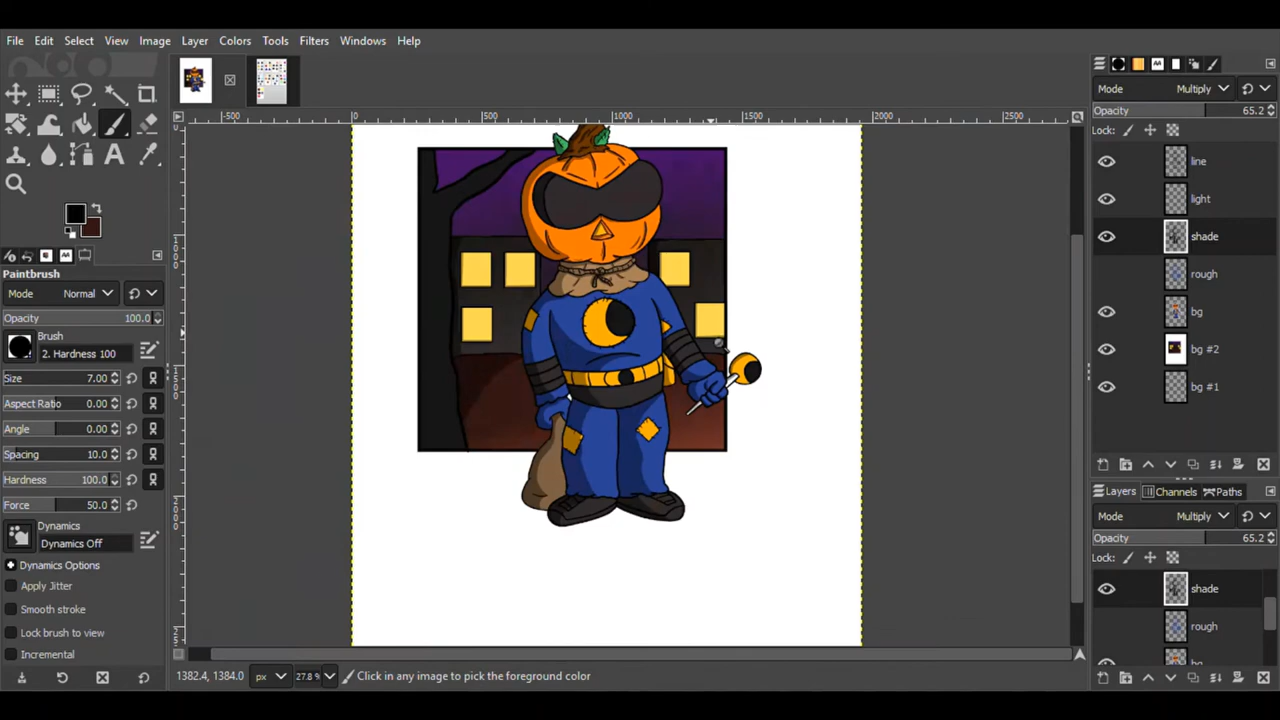 File Edit Select View Image Layer Colors Tools Filters Windows Help
Mode Multiply
Opacity 65.2
Lock:
line
light
shade
rough
bg
bg #2
bg #1
-500 0 500 1000 1500 2000 2500
Paintbrush
Mode Normal
Opacity 100.0
Brush
2. Hardness 100
Size 7.00
Aspect Ratio 0.00
Angle 0.00
Spacing 10.0
Hardness 100.0
Force 50.0
Dynamics
Dynamics Off
Dynamics Options
Apply Jitter
Smooth stroke
Lock brush to view
Incremental
Layers Channels Paths
Mode Multiply
Opacity 65.2
Lock:
shade
rough
bg
1382.4, 1384.0 px 27.8 % Click in any image to pick the foreground color